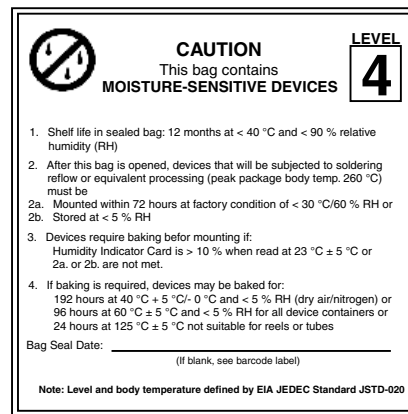 LEVEL
CAUTION
4
This bag contains
MOISTURE-SENSITIVE DEVICES
1. Shelf life in sealed bag: 12 months at < 40 °C and < 90 % relative
humidity (RH)
2. After this bag is opened, devices that will be subjected to soldering
reflow or equivalent processing (peak package body temp. 260 °C)
must be
2a. Mounted within 72 hours at factory condition of < 30 °C/60 % RH or
2b. Stored at < 5 % RH
3. Devices require baking befor mounting if:
Humidity Indicator Card is > 10 % when read at 23 °C ± 5 °C or
2a. or 2b. are not met.
4. If baking is required, devices may be baked for:
192 hours at 40 °C + 5 °C/- 0 °C and < 5 % RH (dry air/nitrogen) or
96 hours at 60 °C ± 5 °C and < 5 % RH for all device containers or
24 hours at 125 °C ± 5 °C not suitable for reels or tubes
Bag Seal Date:
(If blank, see barcode label)
Note: Level and body temperature defined by EIA JEDEC Standard JSTD-020